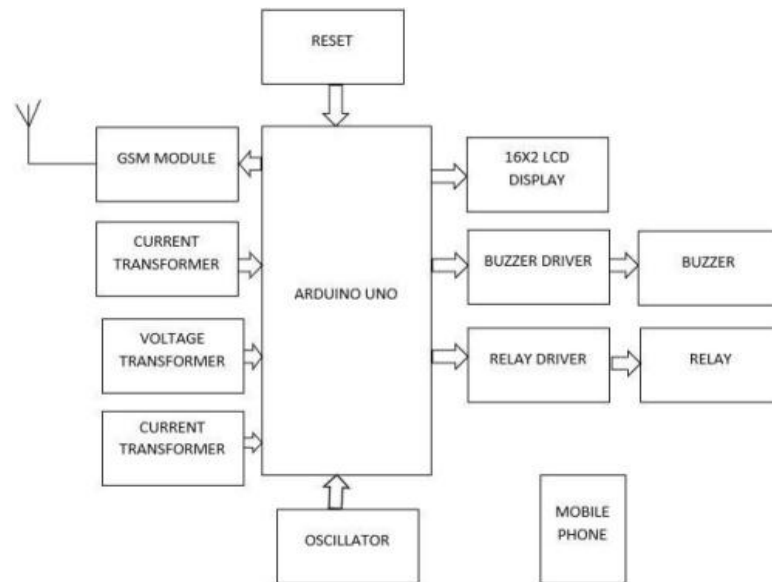 RESET
GSM MODULE
16X2 LCD
DISPLAY
CURRENT
TRANSFORMER
BUZZER DRIVER
BUZZER
ARDUINO UNO
VOLTAGE
TRANSFORMER
RELAY DRIVER
RELAY
CURRENT
TRANSFORMER
OSCILLATOR
MOBILE
PHONE